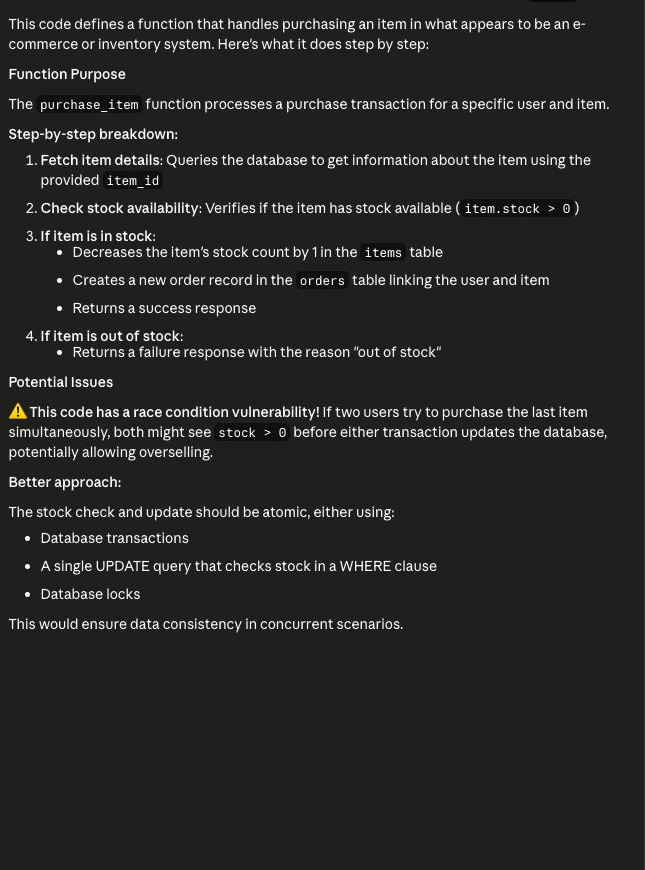 This code defines a function that handles purchasing an item in what appears to be an e-
commerce or inventory system. Here's what it does step by step:
Function Purpose
The purchase_item function processes a purchase transaction for a specific user and item.
Step-by-step breakdown:
1. Fetch item details: Queries the database to get information about the item using the
provided item_id
2. Check stock availability: Verifies if the item has stock available ( item.stock > 0 )
3. If item is in stock:
• Decreases the item's stock count by 1 in the items table
• Creates a new order record in the orders table linking the user and item
• Returns a success response
4. If item is out of stock:
• Returns a failure response with the reason "out of stock"
Potential Issues
⚠️ This code has a race condition vulnerability! If two users try to purchase the last item
simultaneously, both might see stock > 0 before either transaction updates the database,
potentially allowing overselling.
Better approach:
The stock check and update should be atomic, either using:
• Database transactions
• A single UPDATE query that checks stock in a WHERE clause
• Database locks
This would ensure data consistency in concurrent scenarios.